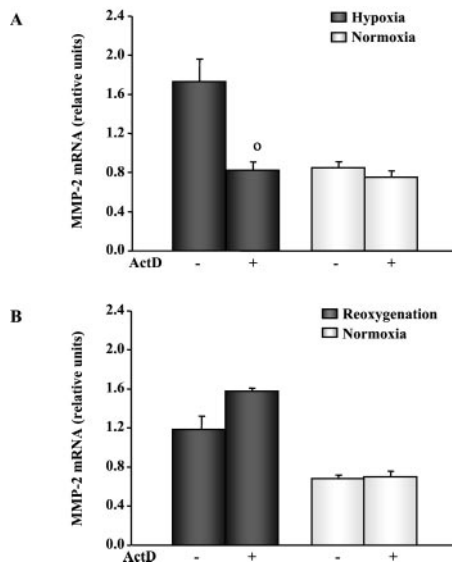 A
Hypoxia
Normoxia
MMP-2 mRNA (relative units)
2.4
2.0
1.6
1.2
0.8
0.4
0.0
o
ActD - + - +
B
Reoxygenation
Normoxia
MMP-2 mRNA (relative units)
2.4
2.0
1.6
1.2
0.8
0.4
0.0
ActD - + - +